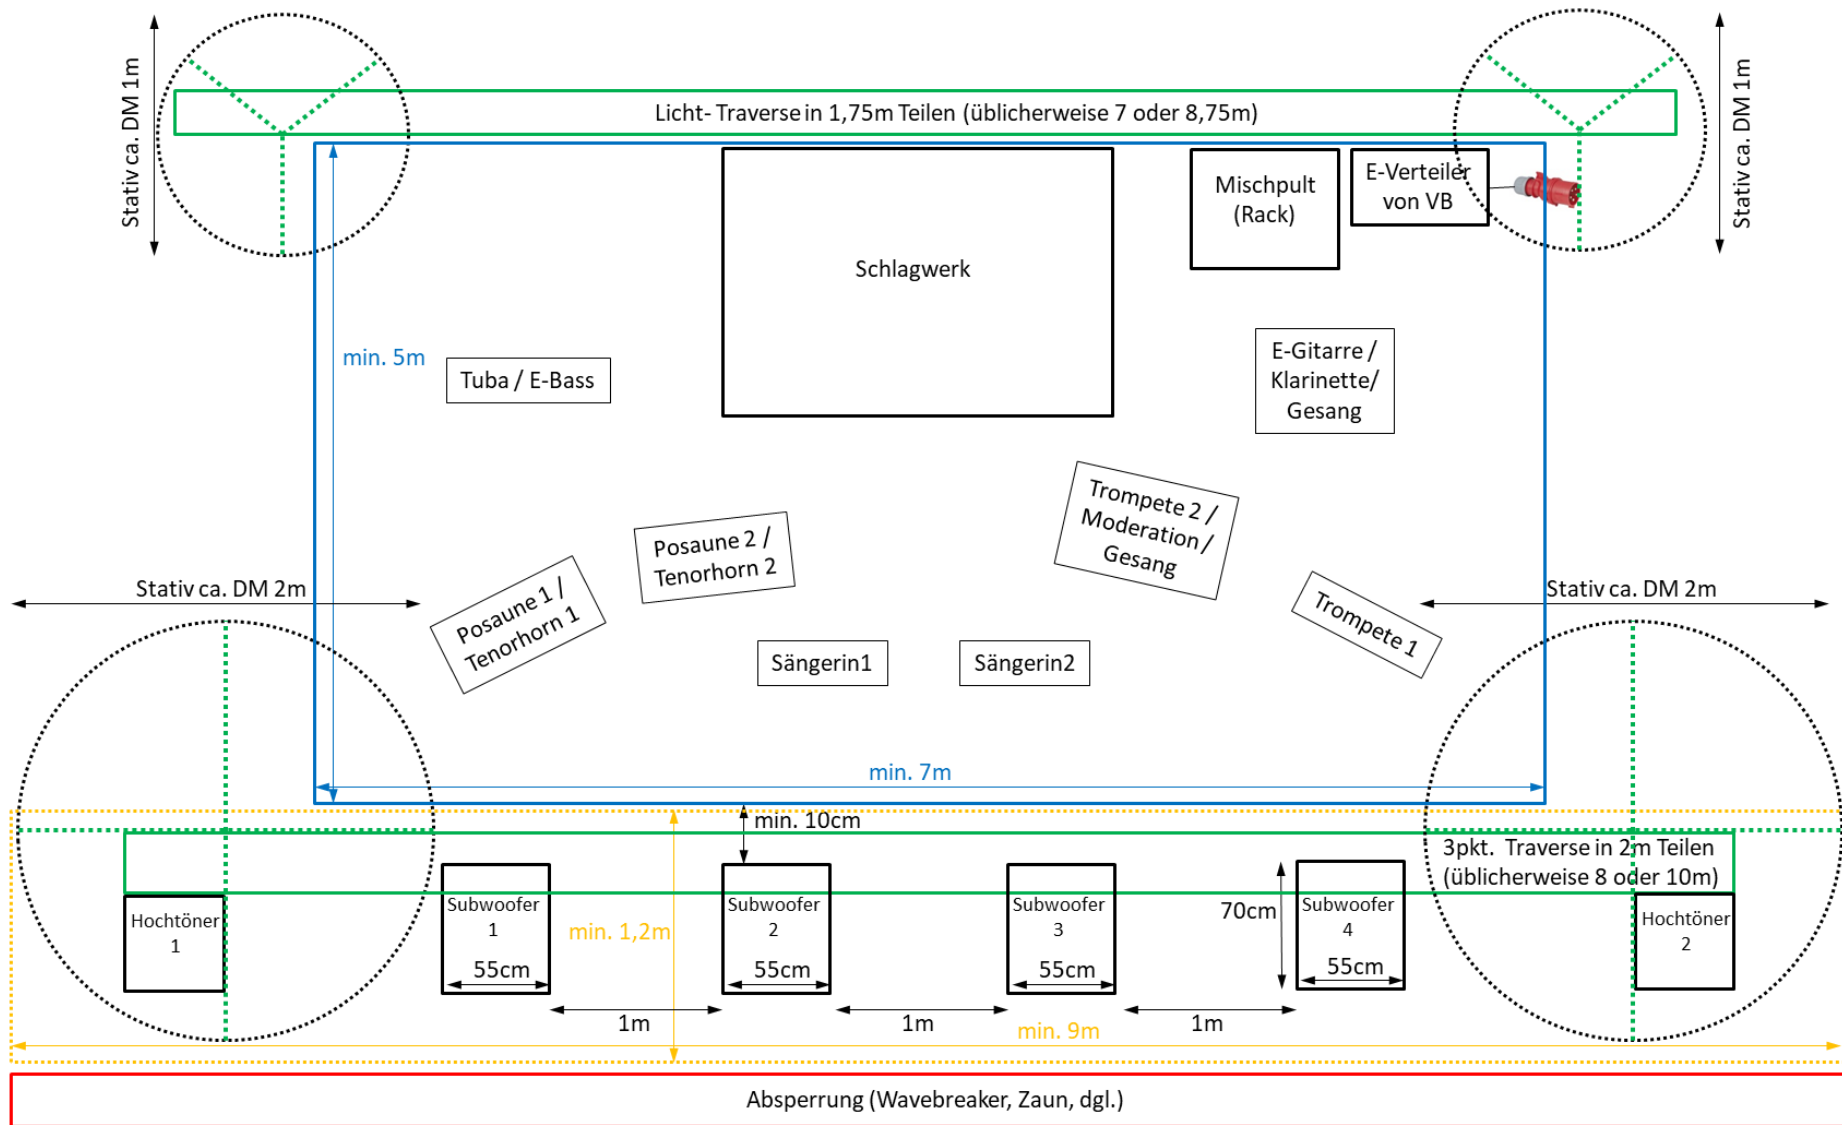 Stativ ca. DM 1m
Licht- Traverse in 1,75m Teilen (üblicherweise 7 oder 8,75m)
Stativ ca. DM 1m
Mischpult
(Rack)
E-Verteiler
von VB
Schlagwerk
min. 5m
Tuba / E-Bass
E-Gitarre /
Klarinette/
Gesang
Trompete 2 /
Moderation /
Gesang
Posaune 2 /
Tenorhorn 2
Posaune 1 /
Tenorhorn 1
Trompete 1
Stativ ca. DM 2m
Stativ ca. DM 2m
Sängerin1
Sängerin2
min. 7m
min. 10cm
3pkt. Traverse in 2m Teilen
(üblicherweise 8 oder 10m)
Hochtöner
1
Subwoofer
1
55cm
min. 1,2m
Subwoofer
2
55cm
Subwoofer
3
55cm
70cm
Subwoofer
4
55cm
Hochtöner
2
1m
1m
1m
min. 9m
Absperrung (Wavebreaker, Zaun, dgl.)